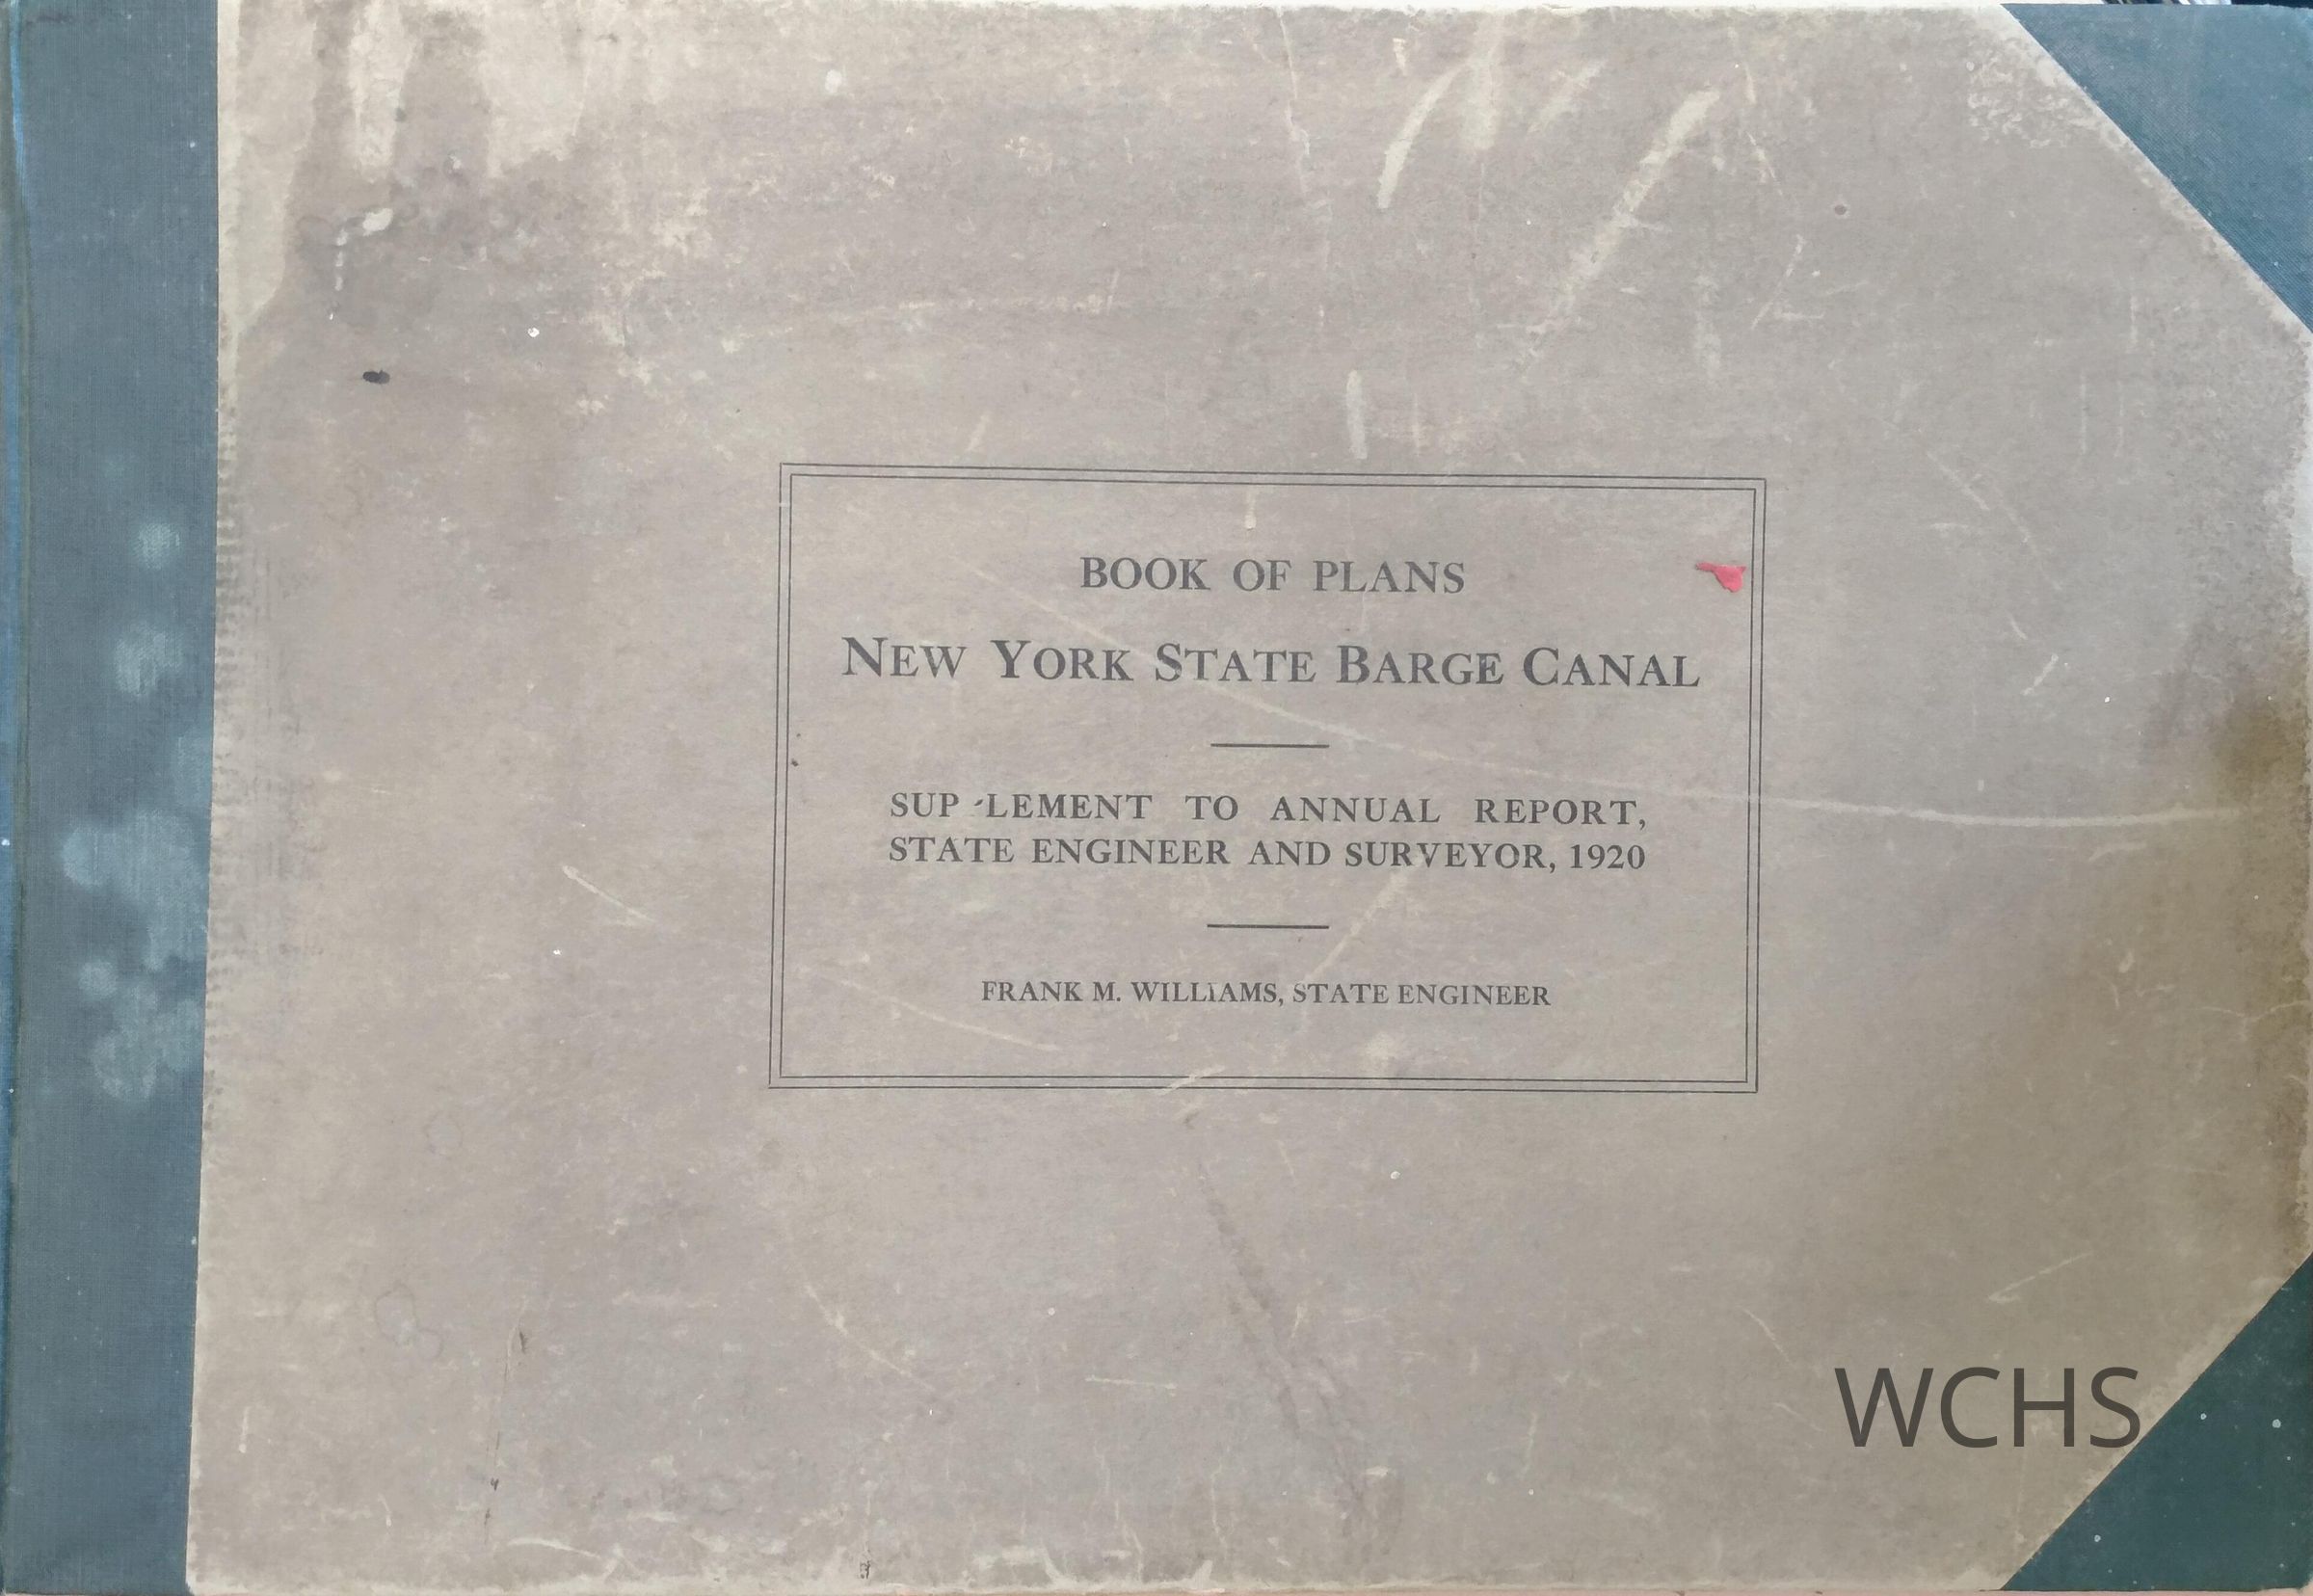 BOOK OF PLANS
NEW YORK STATE BARGE CANAL
SUP LEMENT TO ANNUAL REPORT,
STATE ENGINEER AND SURVEYOR, 1920
FRANK M. WILLIAMS, STATE ENGINEER
WCHS